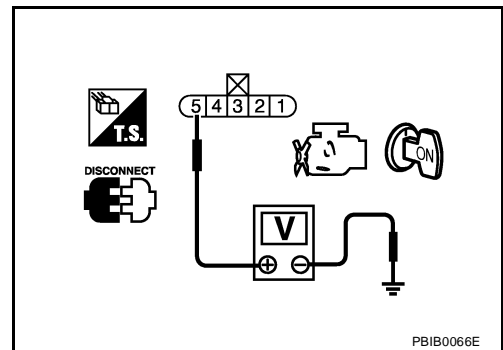 5 4 3 2 1
T.S.
DISCONNECT
ON
V
+ −
PBIB0066E